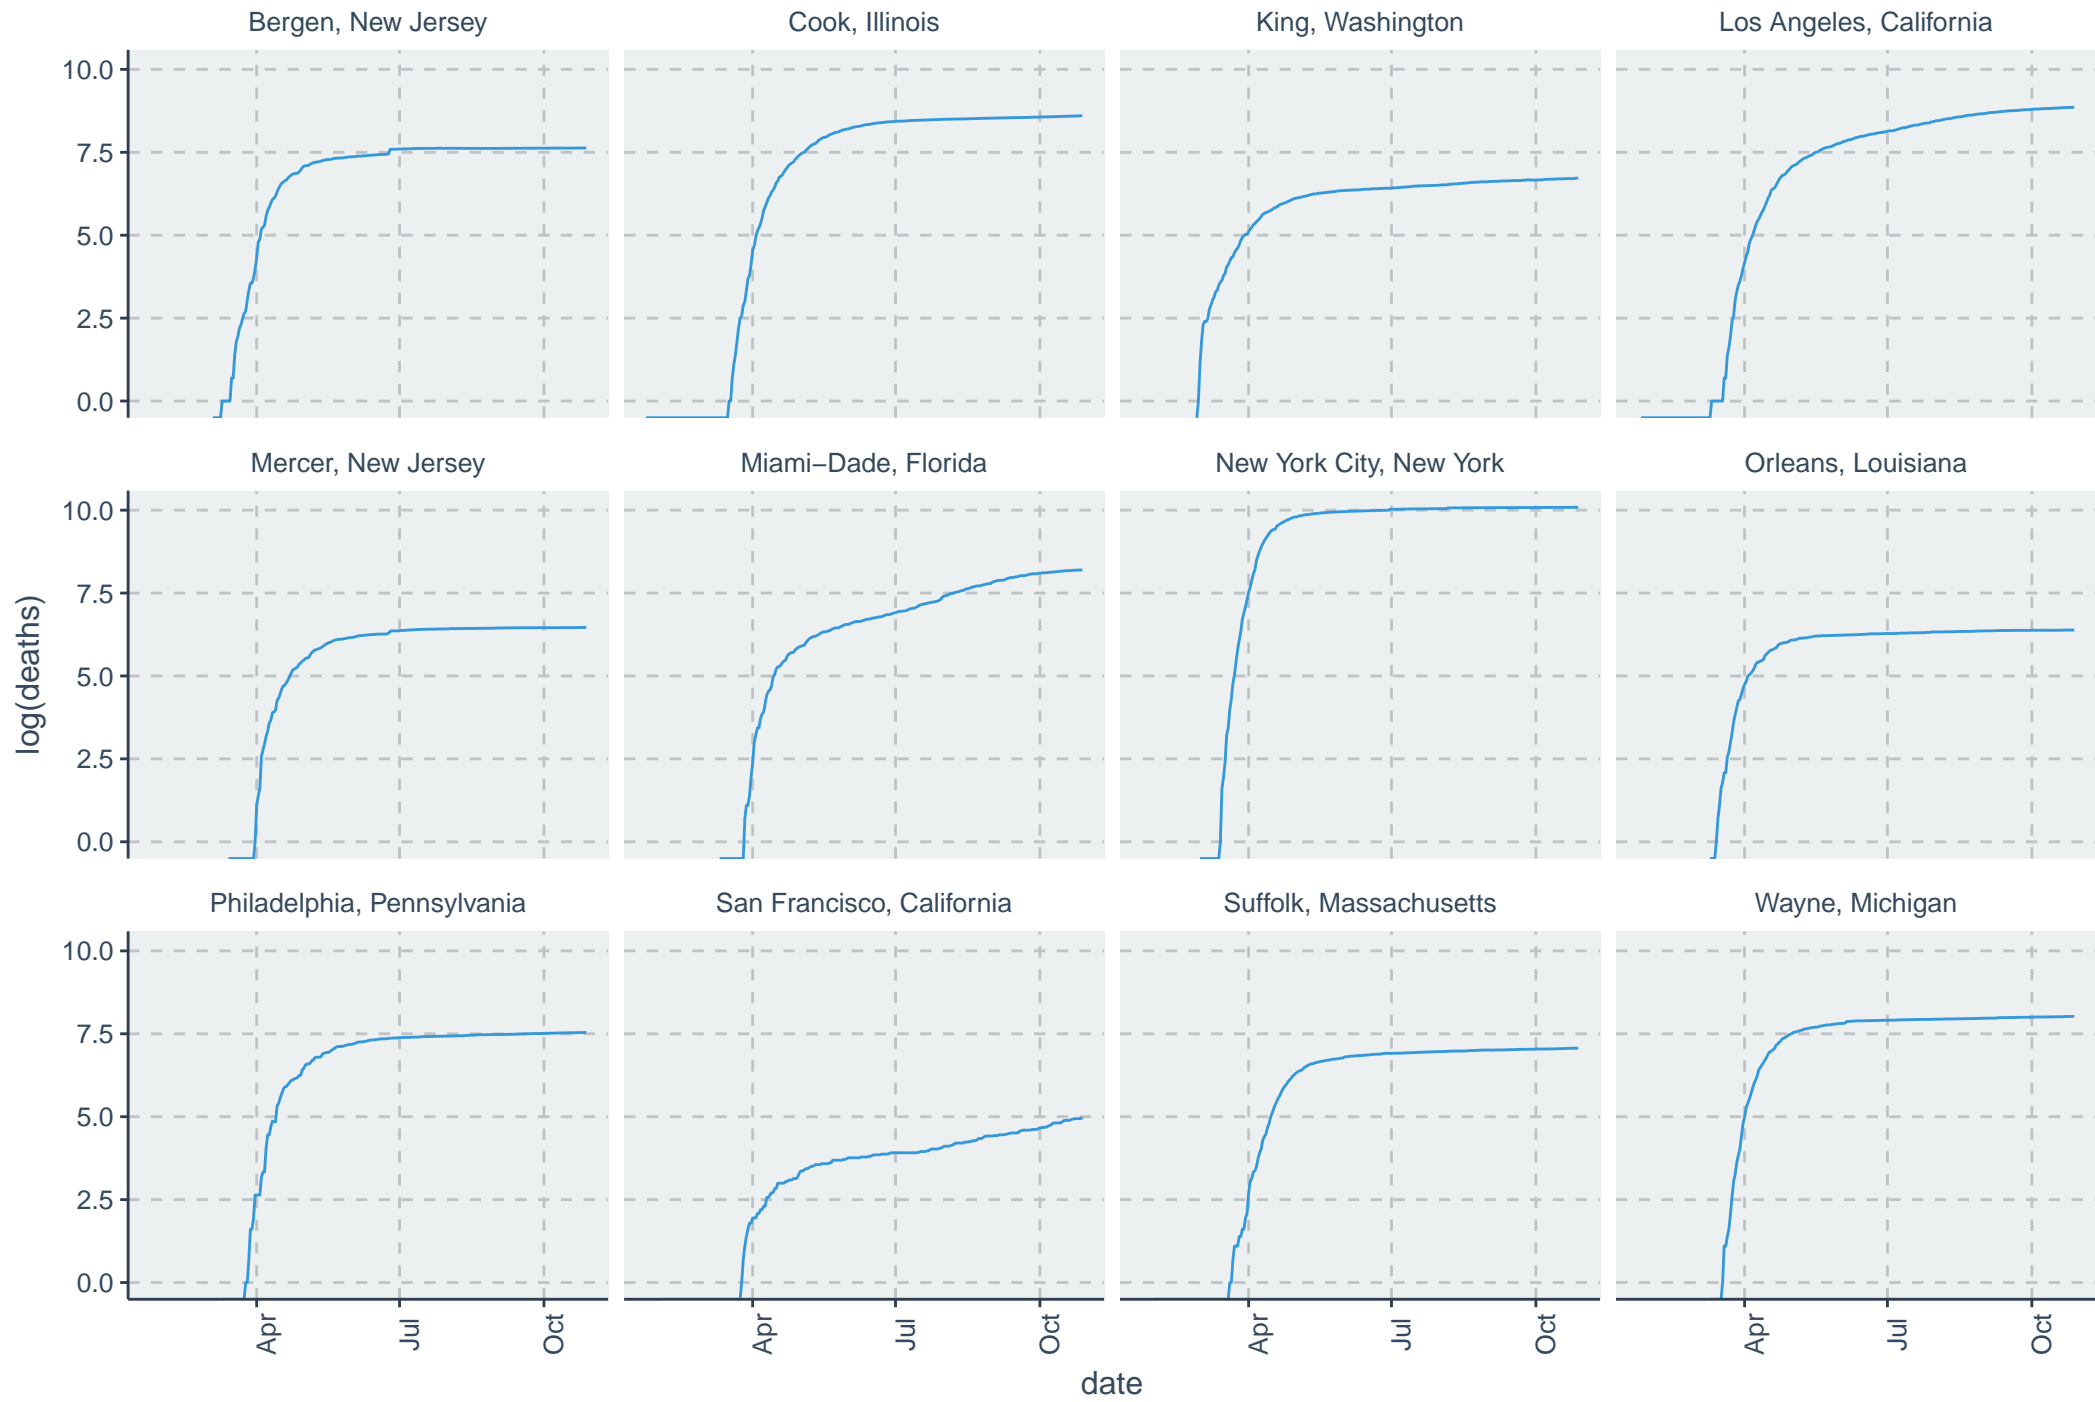 Bergen, New Jersey
Cook, Illinois
King, Washington
Los Angeles, California
10.0
7.5
5.0
2.5
0.0
Mercer, New Jersey
Miami−Dade, Florida
New York City, New York
Orleans, Louisiana
10.0
7.5
5.0
2.5
0.0
log(deaths)
Philadelphia, Pennsylvania
San Francisco, California
Suffolk, Massachusetts
Wayne, Michigan
10.0
7.5
5.0
2.5
0.0
Apr
Jul
Oct
Apr
Jul
Oct
Apr
Jul
Oct
Apr
Jul
Oct
date